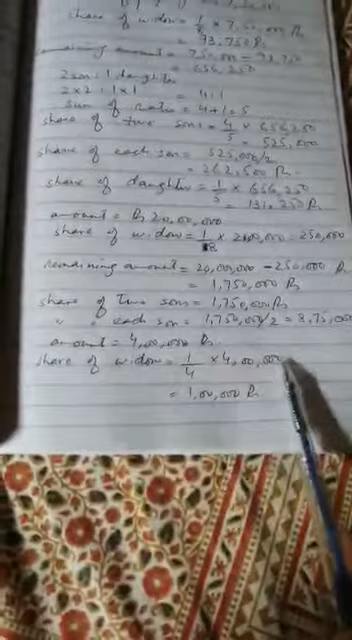 share of widow = 1/8 × 7,50,000 Rs
= 93,750 Rs
remaining amount = 750,000 - 93,750
= 656,250
2 son : 1 daughter
2×2 : 1×1 = 4:1
sum of ratio = 4+1=5
share of two sons = 4/5 × 656,250
= 525,000
share of each son = 525,000/2
= 262,500 Rs.
share of daughter = 1/5 × 656,250
= 131,250 Rs
amount = Rs 20,00,000
share of widow = 1/8 × 2000,000 = 250,000
remaining amount = 20,00,000 - 250,000 Rs
= 1,750,000 Rs
share of Two sons = 1,750,000 Rs
" " each son = 1,750,000/2 = 8,75,000
amount = 4,00,000 Rs.
share of widow = 1/4 × 4,00,000
= 1,00,000 Rs